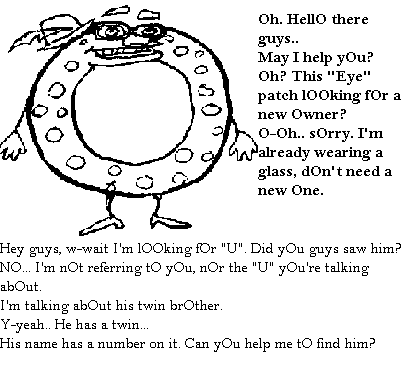 Oh. HellO there
guys..
May I help yOu?
Oh? This "Eye"
patch lOOking fOr a
new Owner?
O-Oh.. sOrry. I'm
already wearing a
glass, dOn't need a
new One.
Hey guys, w-wait I'm lOOking fOr "U". Did yOu guys saw him?
NO... I'm nOt referring tO yOu, nOr the "U" yOu're talking
abOut.
I'm talking abOut his twin brOther.
Y-yeah.. He has a twin...
His name has a number on it. Can yOu help me tO find him?